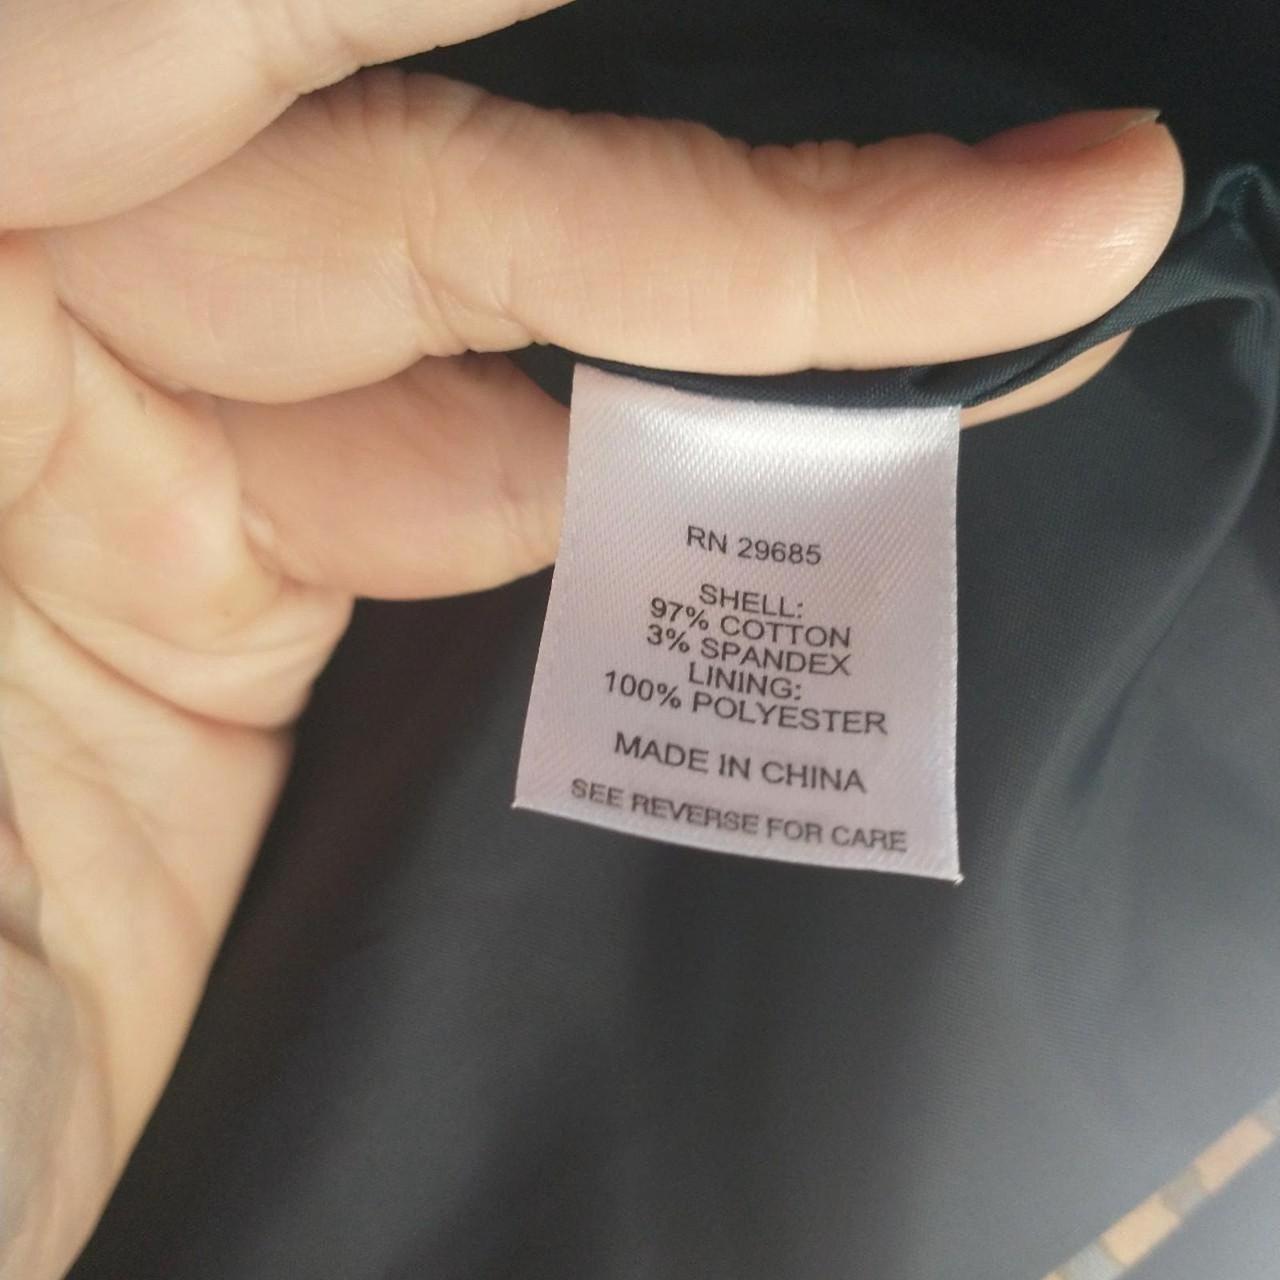 RN 29685
SHELL:
97% COTTON
3% SPANDEX
LINING:
100% POLYESTER
MADE IN CHINA
SEE REVERSE FOR CARE